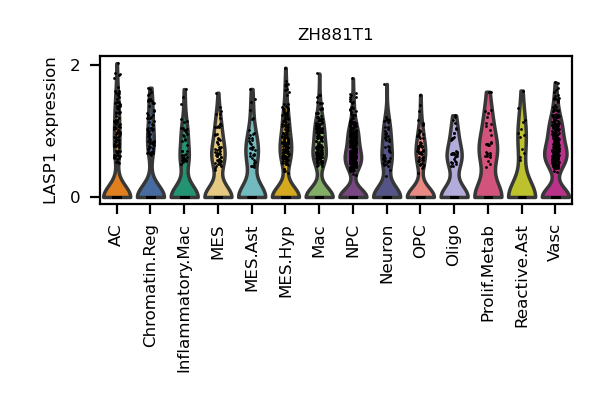 ZH881T1
LASP1 expression
2
0
AC
Chromatin.Reg
Inflammatory.Mac
MES
MES.Ast
MES.Hyp
Mac
NPC
Neuron
OPC
Oligo
Prolif.Metab
Reactive.Ast
Vasc